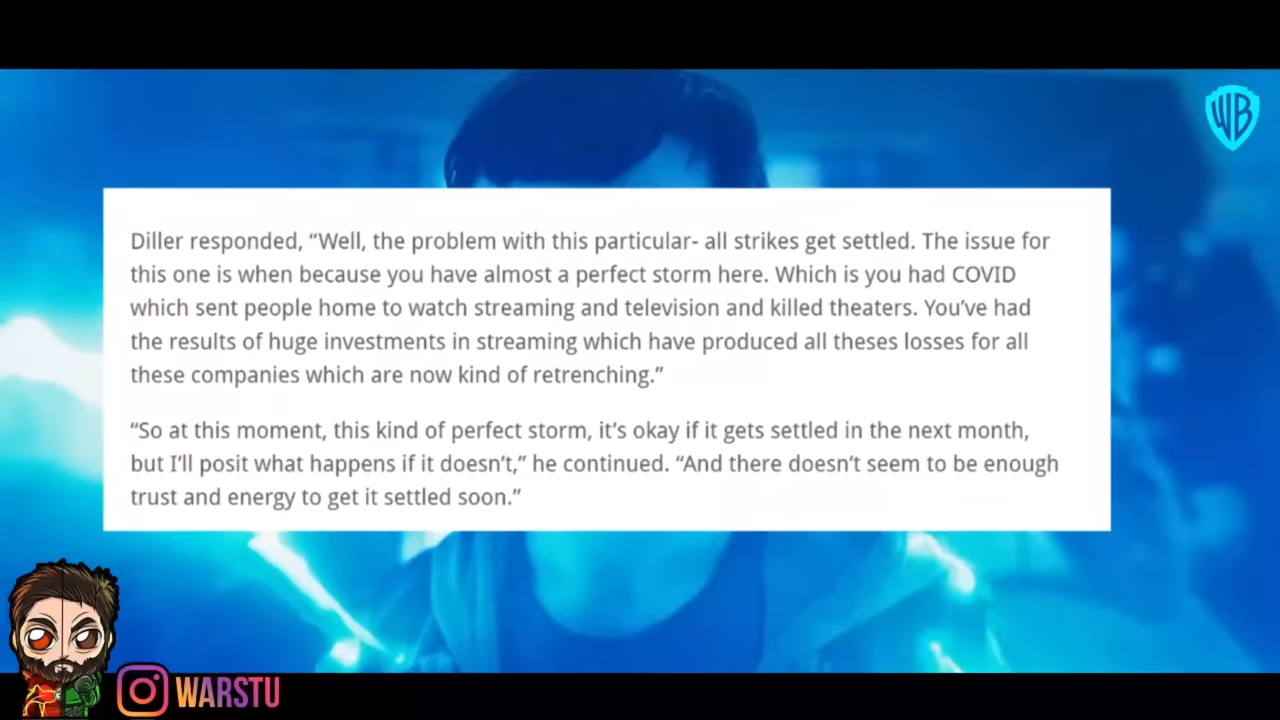 WB
Diller responded, “Well, the problem with this particular- all strikes get settled. The issue for
this one is when because you have almost a perfect storm here. Which is you had COVID
which sent people home to watch streaming and television and killed theaters. You’ve had
the results of huge investments in streaming which have produced all theses losses for all
these companies which are now kind of retrenching.”
“So at this moment, this kind of perfect storm, it’s okay if it gets settled in the next month,
but I’ll posit what happens if it doesn’t,” he continued. “And there doesn’t seem to be enough
trust and energy to get it settled soon.”
WARSTU